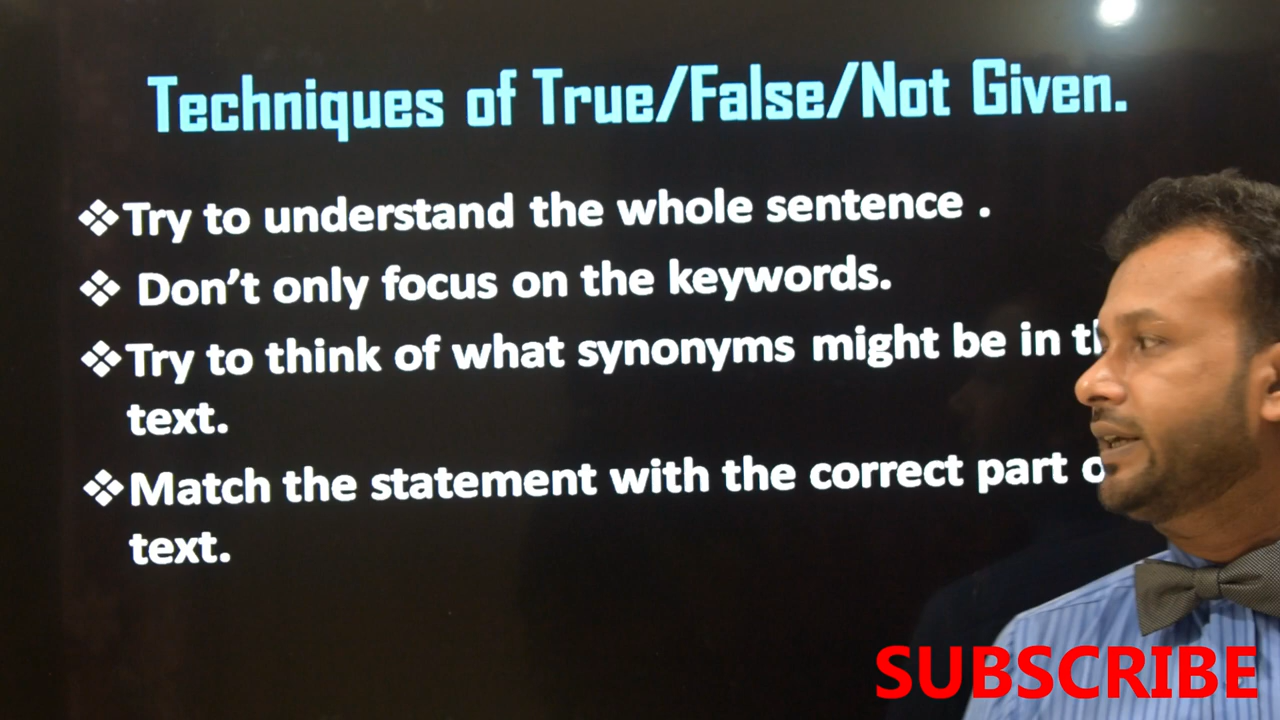 Techniques of True/False/Not Given.
❖Try to understand the whole sentence .
❖ Don't only focus on the keywords.
❖Try to think of what synonyms might be in
text.
❖Match the statement with the correct part
text.
SUBSCRIBE